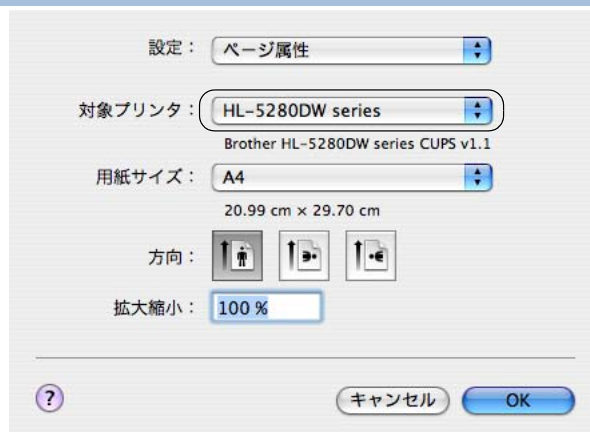 設定： ページ属性
対象プリンタ： HL-5280DW series
Brother HL-5280DW series CUPS v1.1
用紙サイズ： A4
20.99 cm × 29.70 cm
方向：
拡大縮小： 100 %
? キャンセル OK